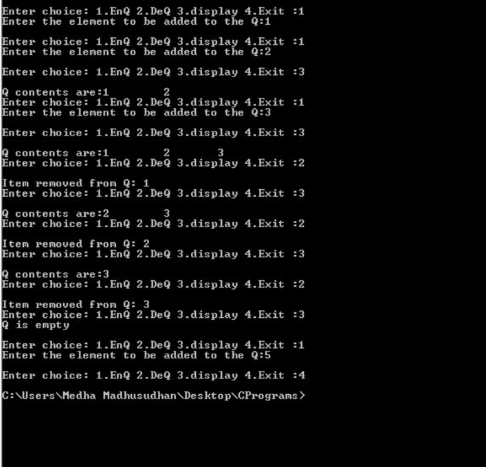 Enter choice: 1.EnQ 2.DeQ 3.display 4.Exit :1
Enter the element to be added to the Q:1
Enter choice: 1.EnQ 2.DeQ 3.display 4.Exit :1
Enter the element to be added to the Q:2
Enter choice: 1.EnQ 2.DeQ 3.display 4.Exit :3
Q contents are:1 2
Enter choice: 1.EnQ 2.DeQ 3.display 4.Exit :1
Enter the element to be added to the Q:3
Enter choice: 1.EnQ 2.DeQ 3.display 4.Exit :3
Q contents are:1 2 3
Enter choice: 1.EnQ 2.DeQ 3.display 4.Exit :2
Item removed from Q: 1
Enter choice: 1.EnQ 2.DeQ 3.display 4.Exit :3
Q contents are:2 3
Enter choice: 1.EnQ 2.DeQ 3.display 4.Exit :2
Item removed from Q: 2
Enter choice: 1.EnQ 2.DeQ 3.display 4.Exit :3
Q contents are:3
Enter choice: 1.EnQ 2.DeQ 3.display 4.Exit :2
Item removed from Q: 3
Enter choice: 1.EnQ 2.DeQ 3.display 4.Exit :3
Q is empty
Enter choice: 1.EnQ 2.DeQ 3.display 4.Exit :1
Enter the element to be added to the Q:5
Enter choice: 1.EnQ 2.DeQ 3.display 4.Exit :4
C:\Users\Medha Madhusudhan\Desktop\CPrograms>